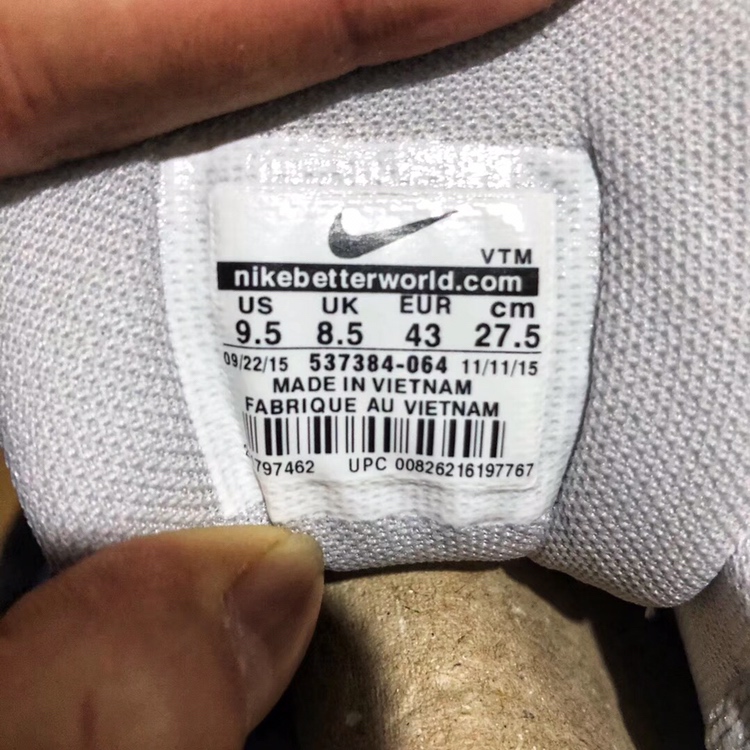 VTM
nikebetterworld.com
US UK EUR cm
9.5 8.5 43 27.5
09/22/15 537384-064 11/11/15
MADE IN VIETNAM
FABRIQUE AU VIETNAM
797462 UPC 00826216197767